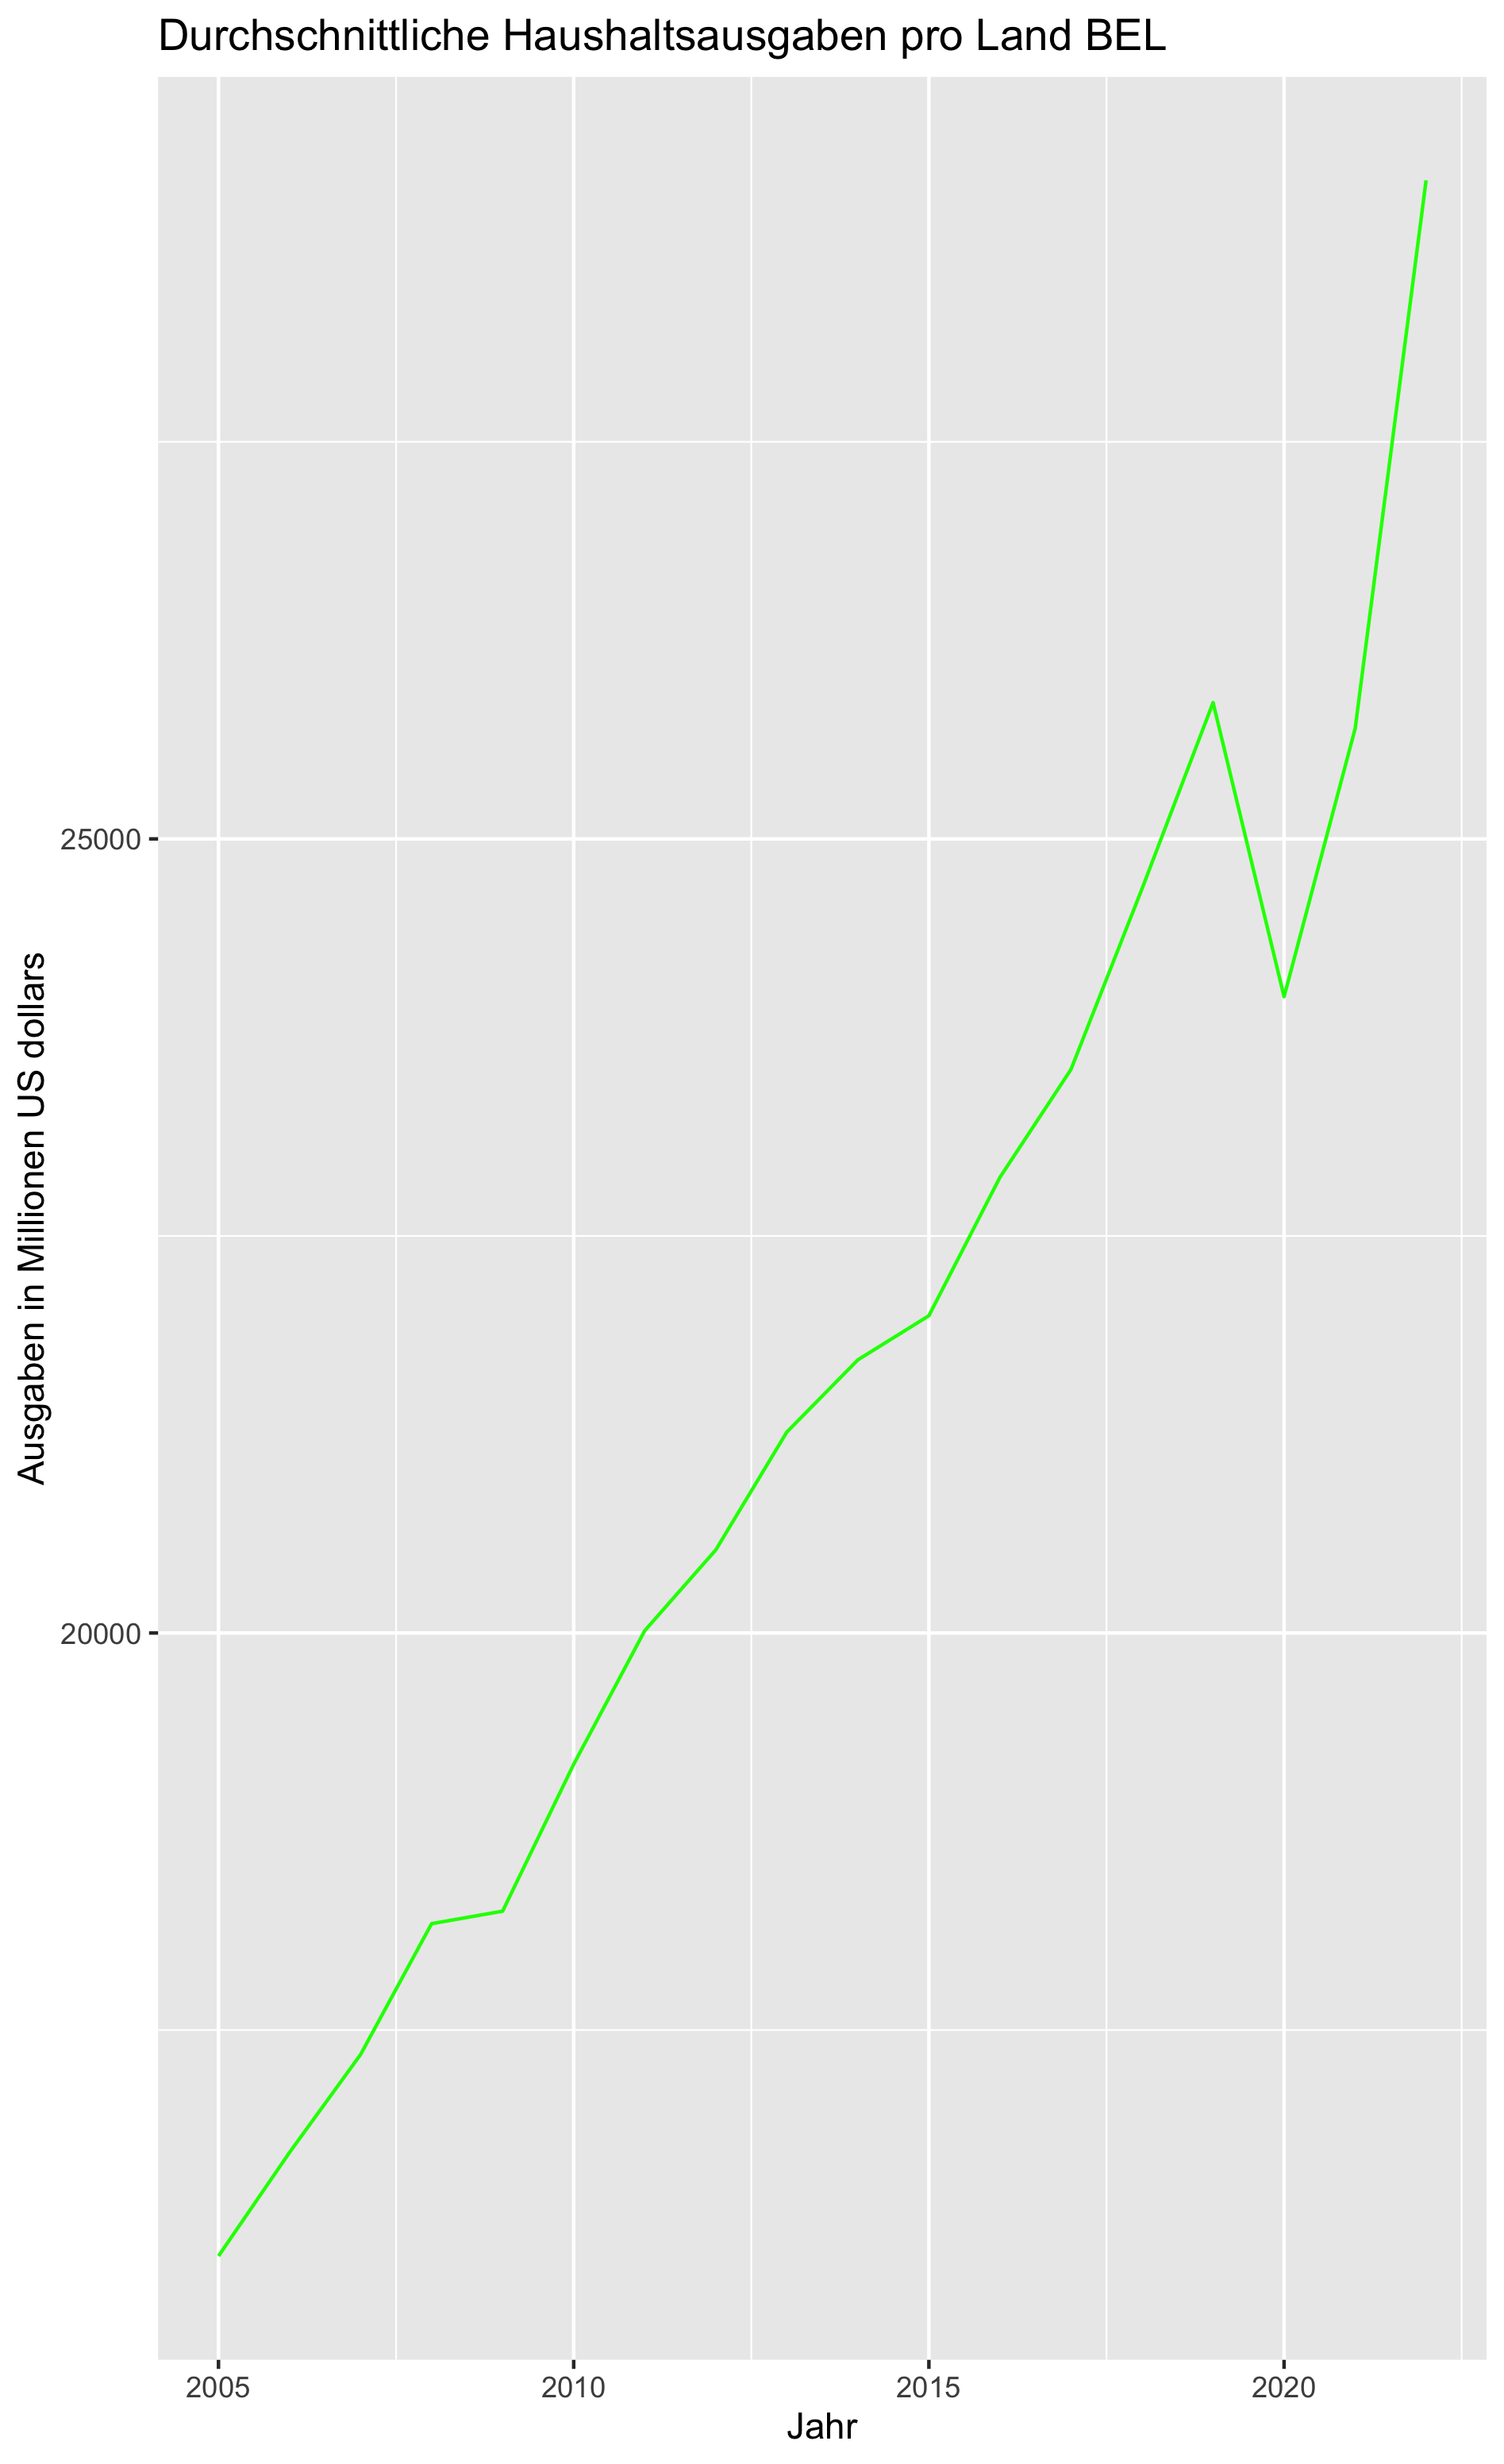 Durchschnittliche Haushaltsausgaben pro Land BEL
Ausgaben in Millionen US dollars
25000
20000
2005
2010
2015
2020
Jahr